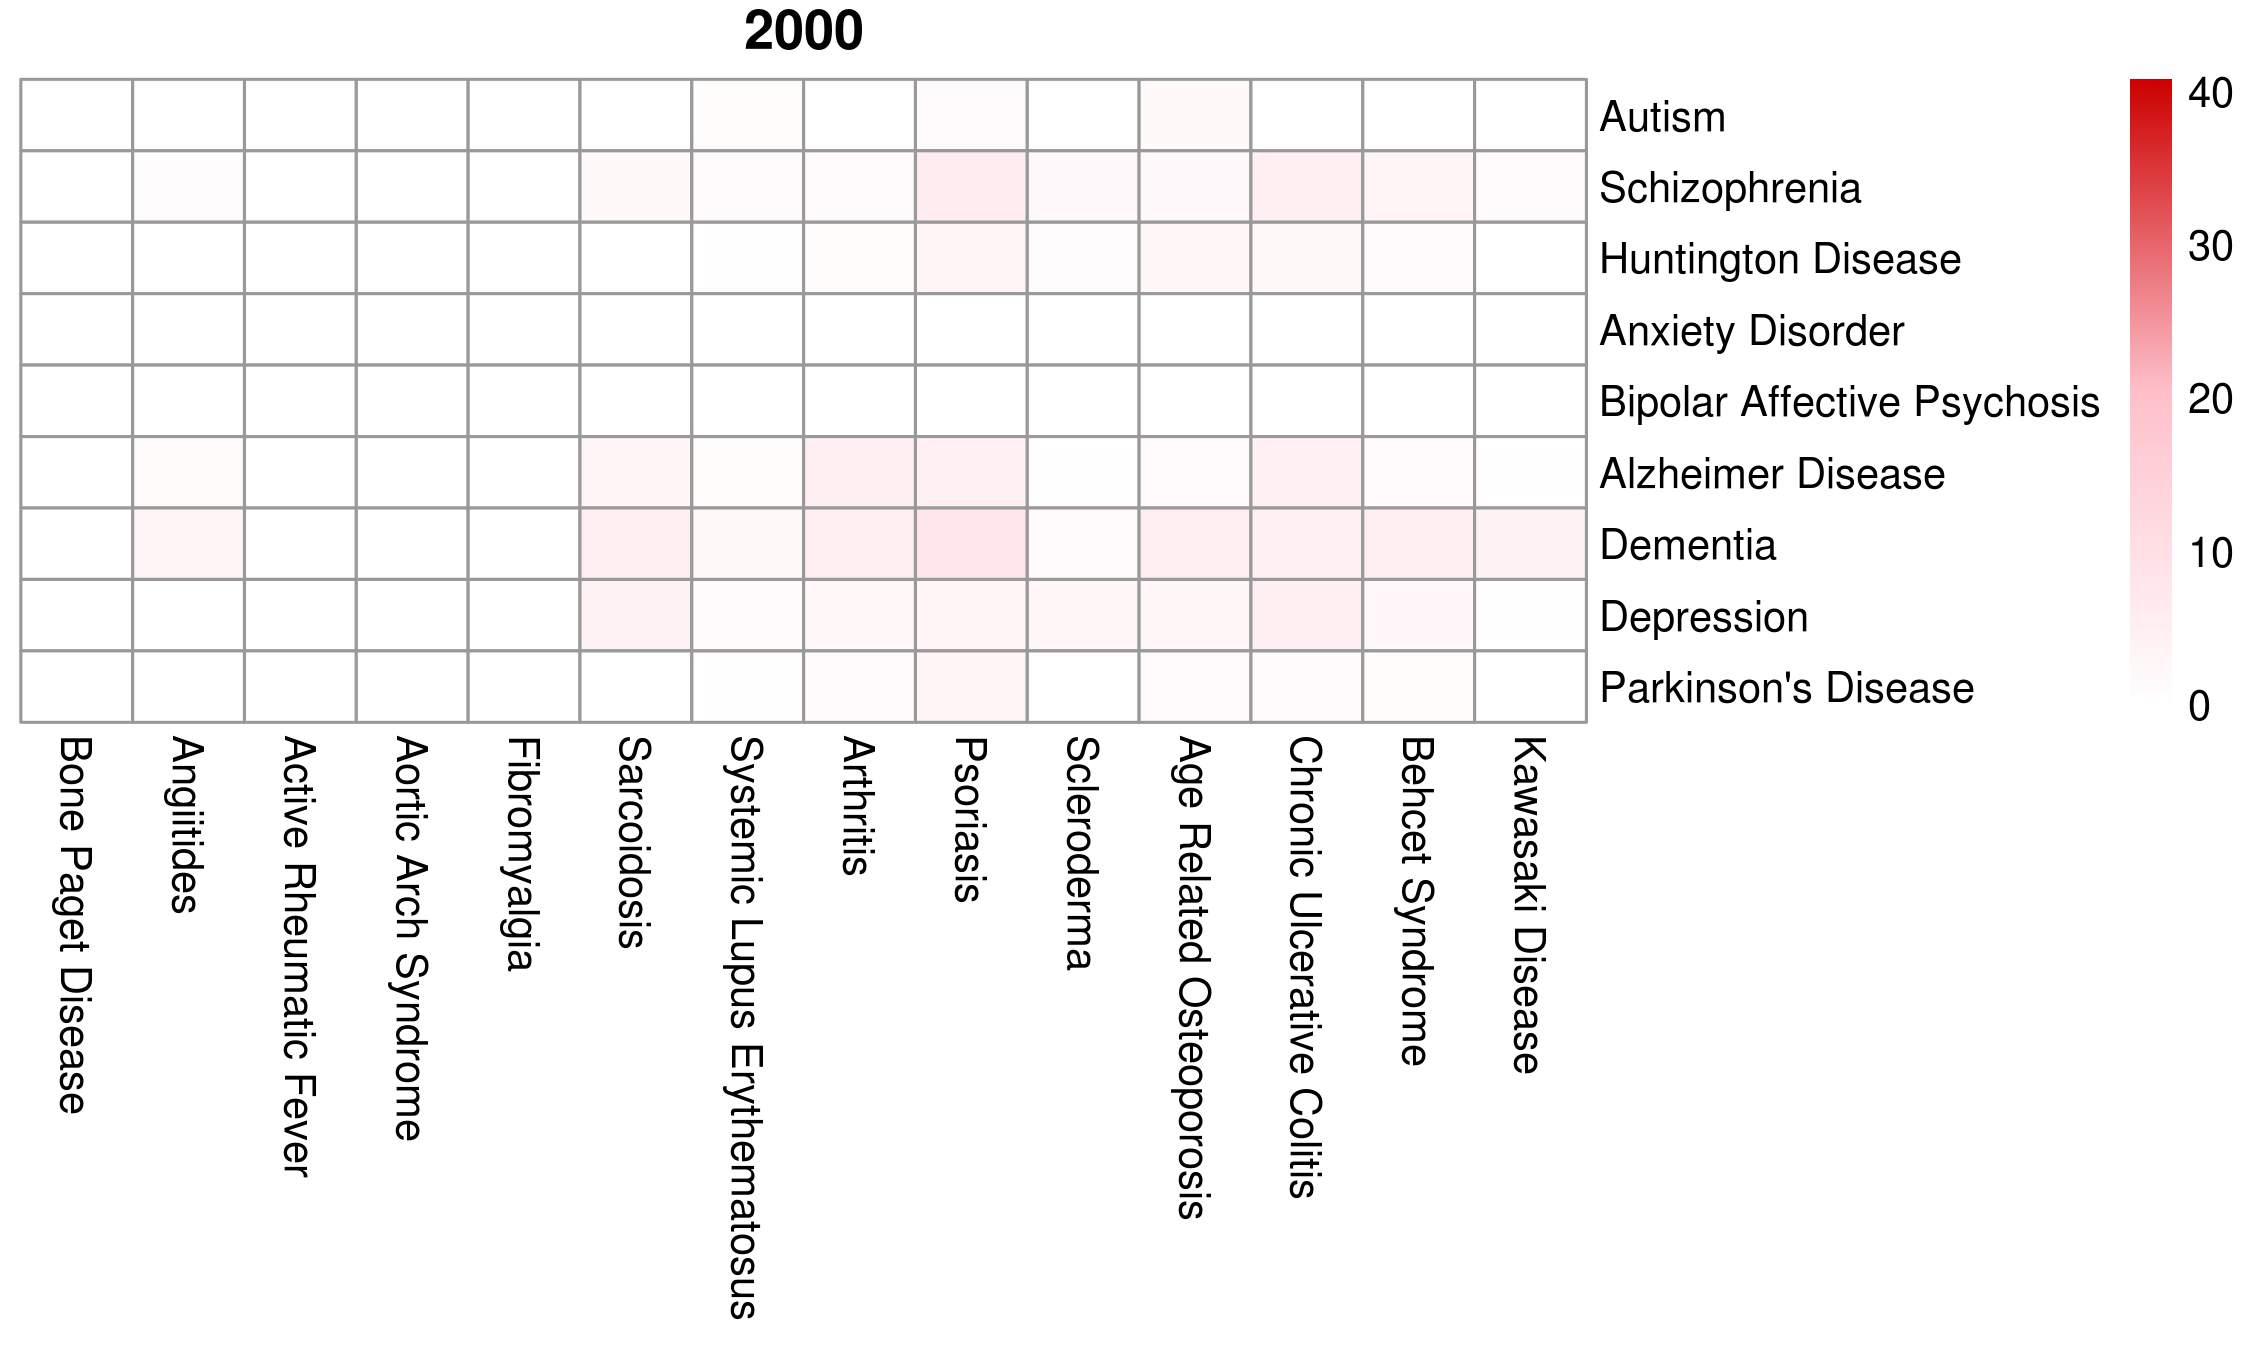 2000
Autism
Schizophrenia
Huntington Disease
Anxiety Disorder
Bipolar Affective Psychosis
Alzheimer Disease
Dementia
Depression
Parkinson's Disease
40
30
20
10
0
Bone Paget Disease
Angiitides
Active Rheumatic Fever
Aortic Arch Syndrome
Fibromyalgia
Sarcoidosis
Systemic Lupus Erythematosus
Arthritis
Psoriasis
Scleroderma
Age Related Osteoporosis
Chronic Ulcerative Colitis
Behcet Syndrome
Kawasaki Disease